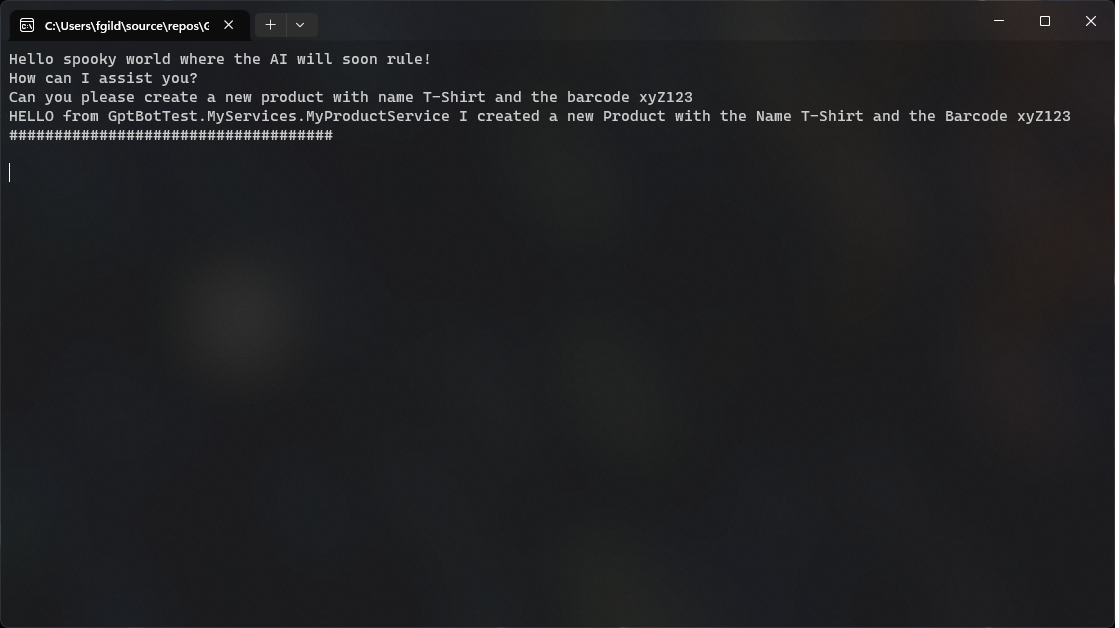 C:\Users\fgild\source\repos\G
Hello spooky world where the AI will soon rule!
How can I assist you?
Can you please create a new product with name T-Shirt and the barcode xyZ123
HELLO from GptBotTest.MyServices.MyProductService I created a new Product with the Name T-Shirt and the Barcode xyZ123
####################################